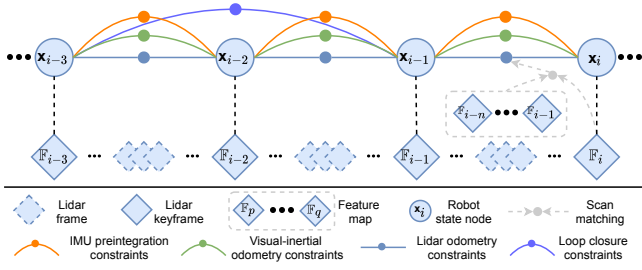 ••• x_{i−3} x_{i−2} x_{i−1} x_i •••
𝔽_{i−n} ••• 𝔽_{i−1}
𝔽_{i−3} ••• ••• 𝔽_{i−2} ••• ••• 𝔽_{i−1} ••• ••• 𝔽_i
Lidar frame
Lidar keyframe
𝔽_p ••• 𝔽_q
Feature map
x_i
Robot state node
Scan matching
IMU preintegration constraints
Visual-inertial odometry constraints
Lidar odometry constraints
Loop closure constraints